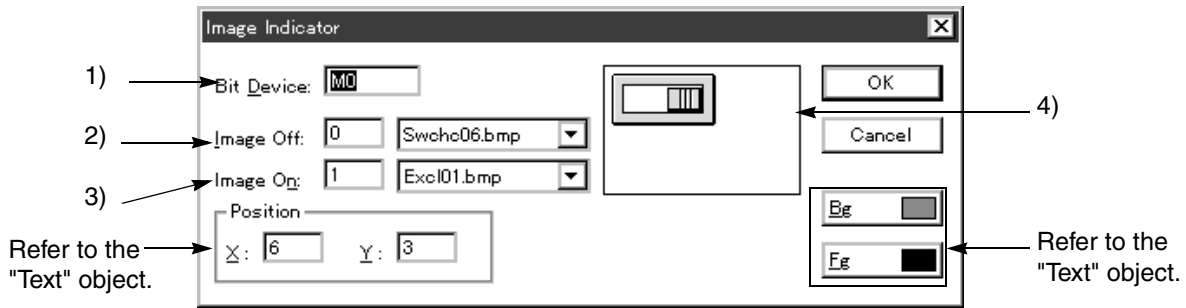 Image Indicator
1)
Bit Device: M0
OK
4)
2)
Image Off: 0 Swchc06.bmp
Cancel
Image On: 1 Excl01.bmp
3)
Position
Bg
Refer to the
"Text" object.
X: 6 Y: 3
Fg
Refer to the
"Text" object.